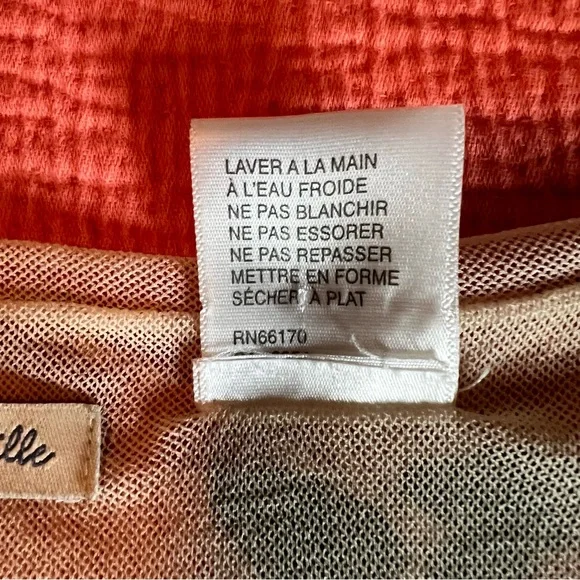 LAVER A LA MAIN
À L'EAU FROIDE
NE PAS BLANCHIR
NE PAS ESSORER
NE PAS REPASSER
METTRE EN FORME
SÉCHER À PLAT
RN66170